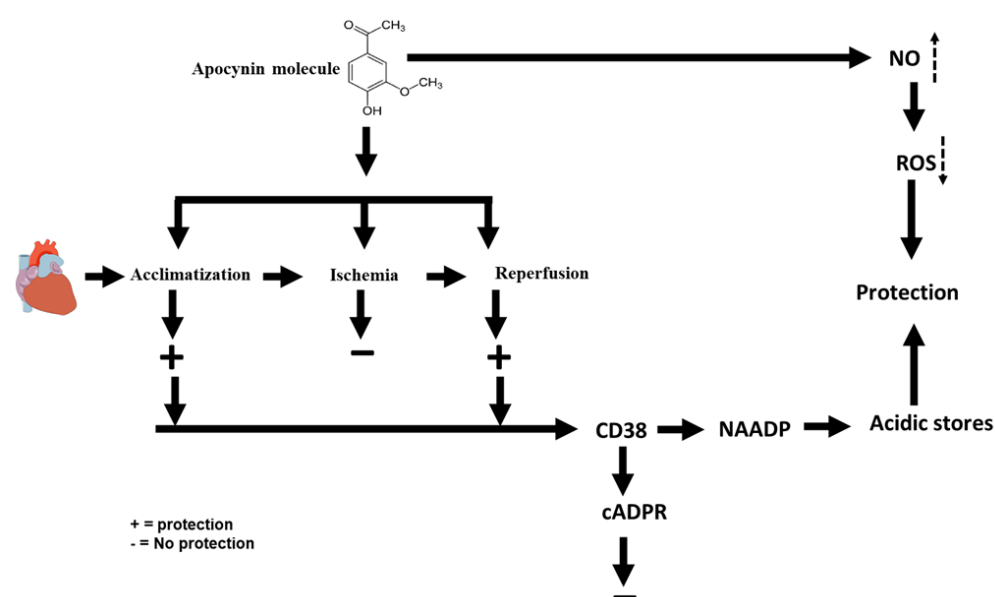 O
CH₃
Apocynin molecule
O
CH₃
OH
NO
ROS
Acclimatization
Ischemia
Reperfusion
Protection
+
–
+
CD38
NAADP
Acidic stores
cADPR
–
+ = protection
- = No protection